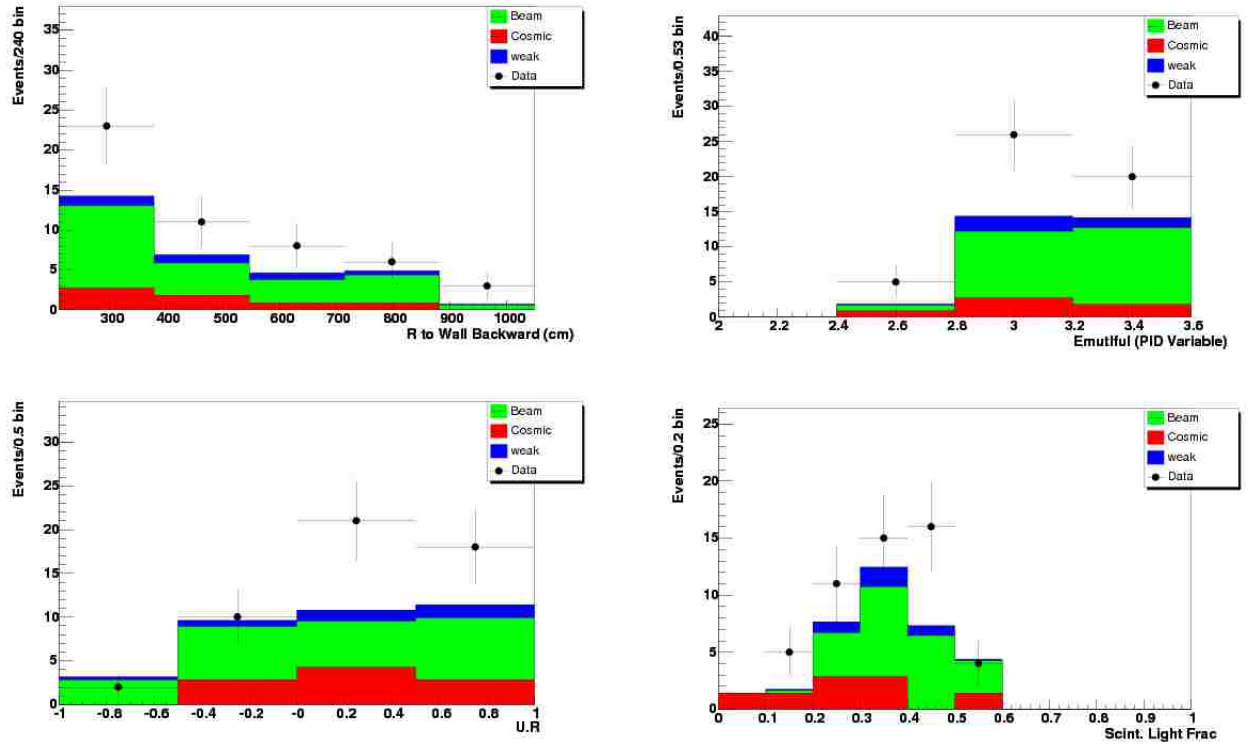 Events/240 bin
35
30
25
20
15
10
5
0
300 400 500 600 700 800 900 1000
R to Wall Backward (cm)
Beam
Cosmic
weak
Data
Events/0.53 bin
40
35
30
25
20
15
10
5
0
2 2.2 2.4 2.6 2.8 3 3.2 3.4 3.6
Emutlful (PID Variable)
Beam
Cosmic
weak
Data
Events/0.5 bin
30
25
20
15
10
5
0
-1 -0.8 -0.6 -0.4 -0.2 -0 0.2 0.4 0.6 0.8 1
U.R
Beam
Cosmic
weak
Data
Events/0.2 bin
25
20
15
10
5
0
0 0.1 0.2 0.3 0.4 0.5 0.6 0.7 0.8 0.9 1
Scint. Light Frac
Beam
Cosmic
weak
Data